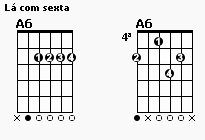 Lá com sexta
A6 A6
4ª
1 2 3 4
1
2 3
4
X O O O O O